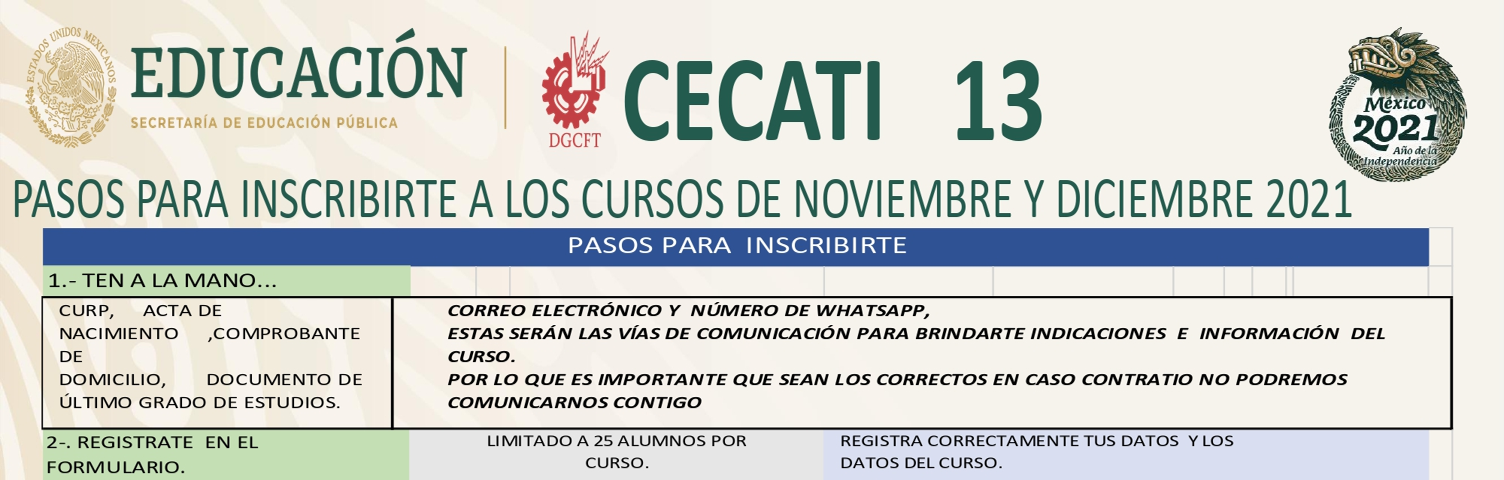 ESTADOS UNIDOS MEXICANOS
EDUCACIÓN
SECRETARÍA DE EDUCACIÓN PÚBLICA
DGCFT
CECATI 13
México
2021
Año de la
Independencia
PASOS PARA INSCRIBIRTE A LOS CURSOS DE NOVIEMBRE Y DICIEMBRE 2021
PASOS PARA INSCRIBIRTE
1.- TEN A LA MANO...
CURP, ACTA DE
NACIMIENTO ,COMPROBANTE
DE
DOMICILIO, DOCUMENTO DE
ÚLTIMO GRADO DE ESTUDIOS.
CORREO ELECTRÓNICO Y NÚMERO DE WHATSAPP,
ESTAS SERÁN LAS VÍAS DE COMUNICACIÓN PARA BRINDARTE INDICACIONES E INFORMACIÓN DEL
CURSO.
POR LO QUE ES IMPORTANTE QUE SEAN LOS CORRECTOS EN CASO CONTRATIO NO PODREMOS
COMUNICARNOS CONTIGO
2-. REGISTRATE EN EL
FORMULARIO.
LIMITADO A 25 ALUMNOS POR
CURSO.
REGISTRA CORRECTAMENTE TUS DATOS Y LOS
DATOS DEL CURSO.